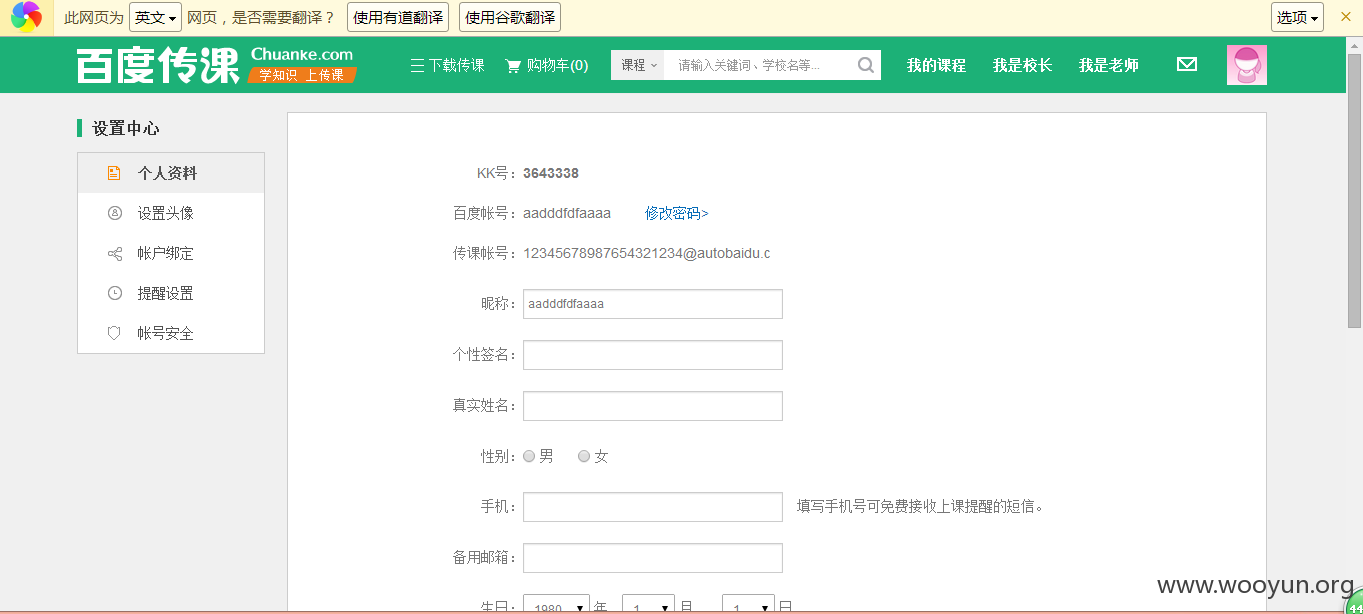 此网页为 英文 网页，是否需要翻译？ 使用有道翻译 使用谷歌翻译 选项
百度传课 Chuanke.com 学知识 上传课 下载传课 购物车(0) 课程 请输入关键词、学校名等... 我的课程 我是校长 我是老师
设置中心
个人资料
设置头像
帐户绑定
提醒设置
帐号安全
KK号： 3643338
百度帐号： aadddfdfaaaa 修改密码>
传课帐号： 12345678987654321234@autobaidu.c
昵称： aadddfdfaaaa
个性签名：
真实姓名：
性别： 男 女
手机： 填写手机号可免费接收上课提醒的短信。
备用邮箱：
生日： 1980 年 1 月 1 日
www.wooyun.org
44